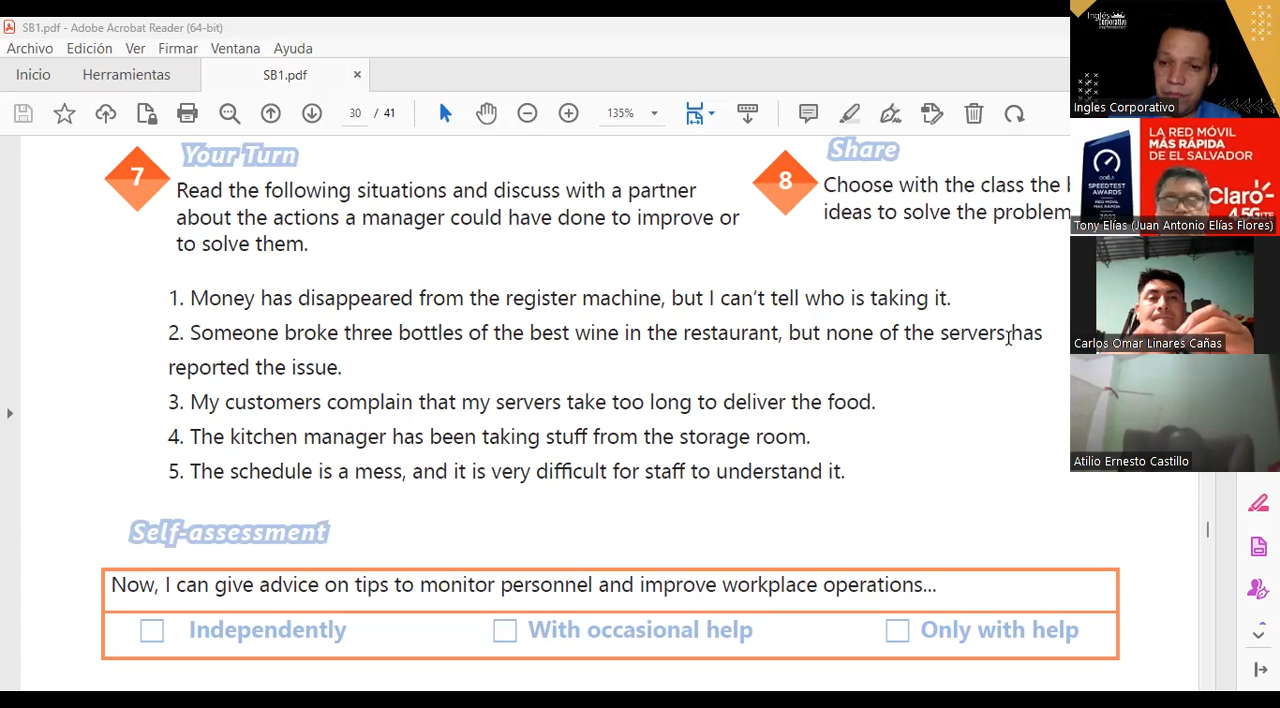 SB1.pdf - Adobe Acrobat Reader (64-bit)
Archivo Edición Ver Firmar Ventana Ayuda
Inicio Herramientas SB1.pdf ×
30 / 41 135%
7 Your Turn
Read the following situations and discuss with a partner
about the actions a manager could have done to improve or
to solve them.
8 Share
Choose with the class the b
ideas to solve the problem
1. Money has disappeared from the register machine, but I can't tell who is taking it.
2. Someone broke three bottles of the best wine in the restaurant, but none of the servers has
reported the issue.
3. My customers complain that my servers take too long to deliver the food.
4. The kitchen manager has been taking stuff from the storage room.
5. The schedule is a mess, and it is very difficult for staff to understand it.
Self-assessment
Now, I can give advice on tips to monitor personnel and improve workplace operations...
Independently With occasional help Only with help
Inglés
Corporativo
Ingles Corporativo
LA RED MÓVIL
MÁS RÁPIDA
DE EL SALVADOR
SPEEDTEST
AWARDS
Claro
4.5G LTE
Tony Elías (Juan Antonio Elías Flores)
Carlos Omar Linares Cañas
Atilio Ernesto Castillo